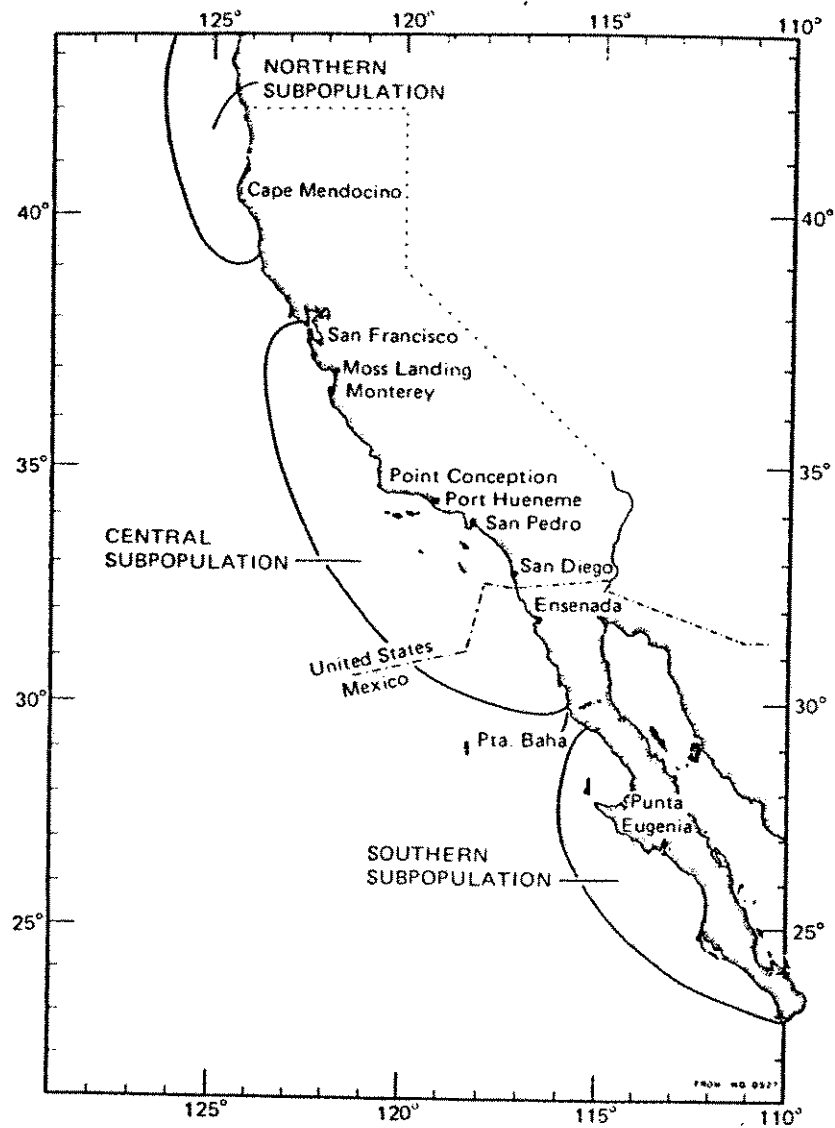 125° 120° 115° 110°
NORTHERN
SUBPOPULATION
Cape Mendocino
40° 40°
San Francisco
Moss Landing
Monterey
35° 35°
Point Conception
Port Hueneme
San Pedro
CENTRAL
SUBPOPULATION
San Diego
Ensenada
United States
Mexico
30° 30°
Pta. Baha
Punta
Eugenia
SOUTHERN
SUBPOPULATION
25° 25°
125° 120° 115° 110°